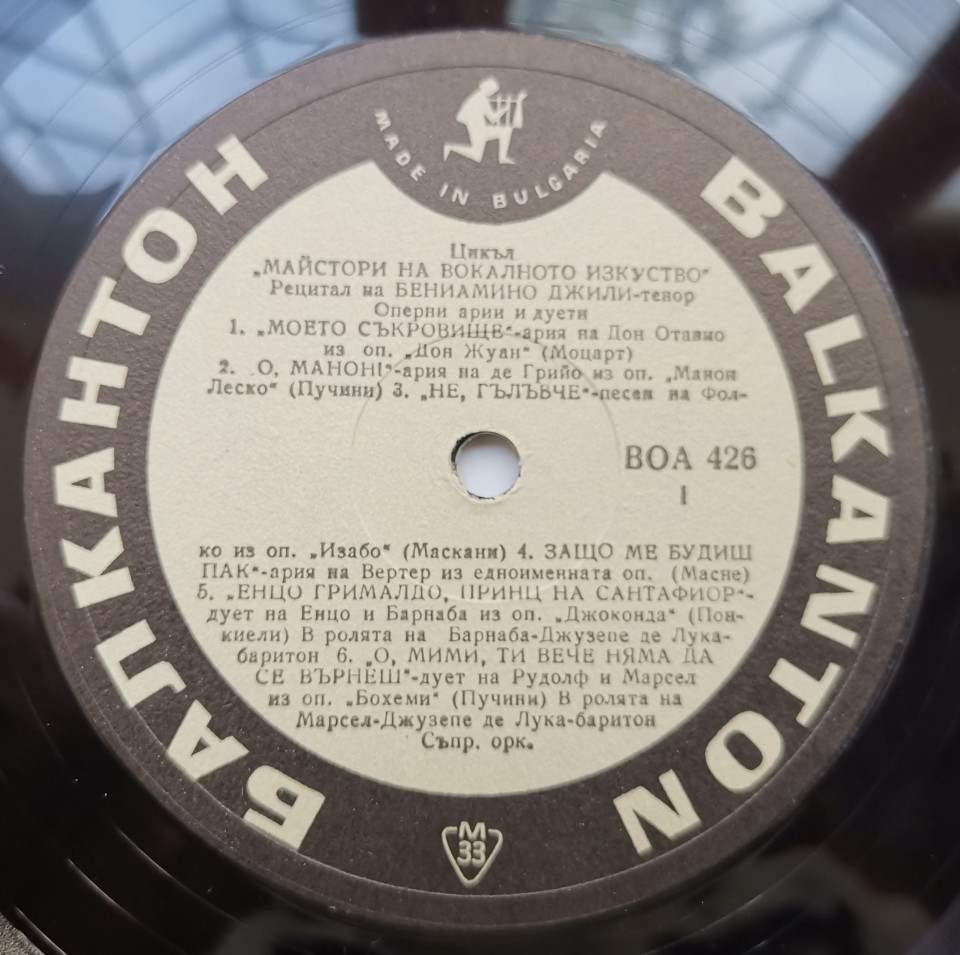 MADE IN BULGARIA
БАЛКАНТОН
BALKANTON
Цикъл
„МАЙСТОРИ НА ВОКАЛНОТО ИЗКУСТВО“
Рецитал на БЕНИАМИНО ДЖИЛИ-тенор
Оперни арии и дуети
1. „МОЕТО СЪКРОВИЩЕ“-ария на Дон Отавио
из оп. „Дон Жуан“ (Моцарт)
2. „О, МАНОН!“-ария на де Грийо из оп. „Манон
Леско“ (Пучини) 3. „НЕ, ГЪЛЪБЧЕ“-песен на Фол-
ВОА 426
I
ко из оп. „Изабо“ (Маскани) 4. ЗАЩО МЕ БУДИШ
ПАК“-ария на Вертер из едноименната оп. (Масне)
5. „ЕНЦО ГРИМАЛДО, ПРИНЦ НА САНТАФИОР“-
дует на Енцо и Барнаба из оп. „Джоконда“ (Пон-
киели) В ролята на Барнаба-Джузепе де Лука-
баритон 6. „О, МИМИ, ТИ ВЕЧЕ НЯМА ДА
СЕ ВЪРНЕШ“-дует на Рудолф и Марсел
из оп. „Бохеми“ (Пучини) В ролята на
Марсел-Джузепе де Лука-баритон
Съпр. орк.
М
33